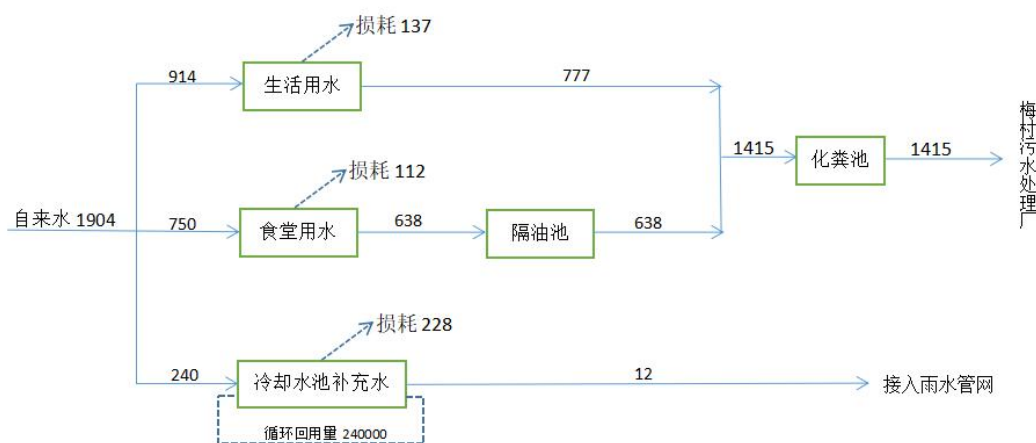 损耗 137
914
生活用水
777
1415
化粪池
1415
梅村污水处理厂
损耗 112
自来水 1904
750
食堂用水
638
隔油池
638
损耗 228
240
冷却水池补充水
12
接入雨水管网
循环回用量 240000